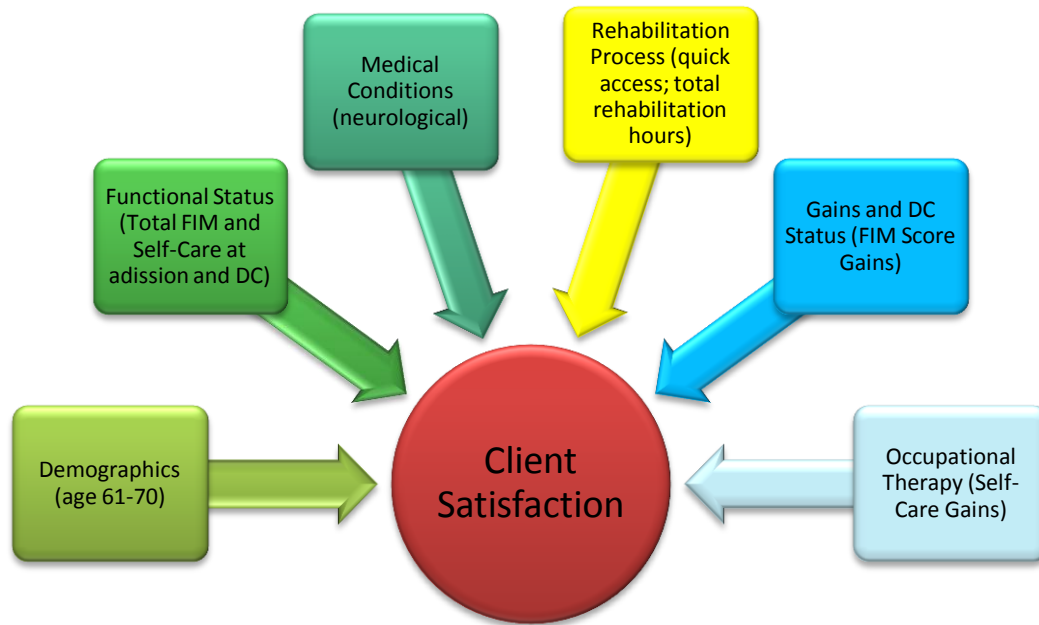 Demographics
(age 61-70)
Functional Status
(Total FIM and
Self-Care at
adission and DC)
Medical
Conditions
(neurological)
Rehabilitation
Process (quick
access; total
rehabilitation
hours)
Gains and DC
Status (FIM Score
Gains)
Occupational
Therapy (Self-
Care Gains)
Client
Satisfaction